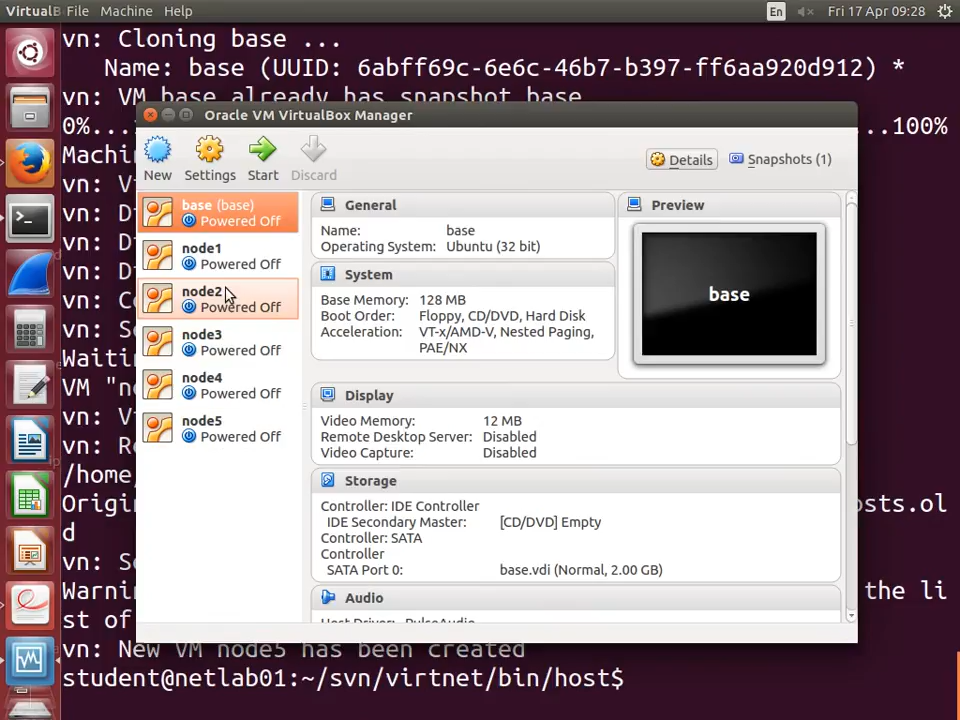 VirtualB File Machine Help En Fri 17 Apr 09:28
vn: Cloning base ...
Name: base (UUID: 6abff69c-6e6c-46b7-b397-ff6aa920d912) *
vn: VM base already has snapshot base
0%... ...100%
Oracle VM VirtualBox Manager
New Settings Start Discard Details Snapshots (1)
base (base)
Powered Off
node1
Powered Off
node2
Powered Off
node3
Powered Off
node4
Powered Off
node5
Powered Off
General
Name: base
Operating System: Ubuntu (32 bit)
System
Base Memory: 128 MB
Boot Order: Floppy, CD/DVD, Hard Disk
Acceleration: VT-x/AMD-V, Nested Paging,
PAE/NX
Preview
base
Display
Video Memory: 12 MB
Remote Desktop Server: Disabled
Video Capture: Disabled
Storage
Controller: IDE Controller
IDE Secondary Master: [CD/DVD] Empty
Controller: SATA
Controller
SATA Port 0: base.vdi (Normal, 2.00 GB)
Audio
Host Driver: PulseAudio
Machi
vn: V
vn: D
vn: D
vn: D
vn: C
vn: S
Waiti
VM "n
vn: V
vn: R
/home
Origi osts.ol
d
vn: S
Warni the li
st of
vn: New VM node5 has been created
student@netlab01:~/svn/virtnet/bin/host$